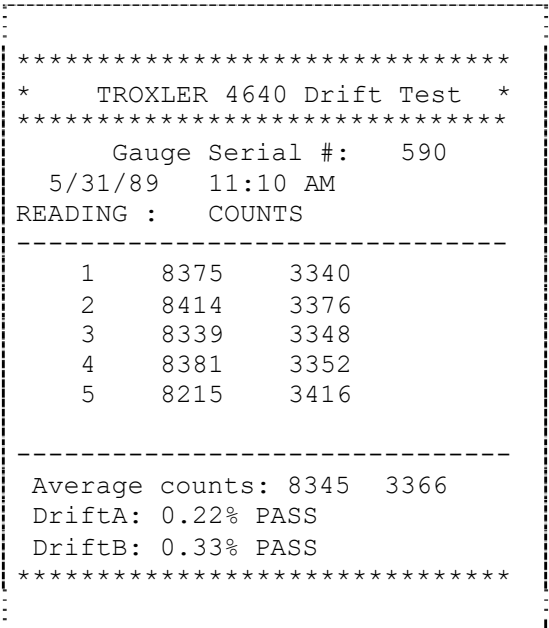 *******************************
*    TROXLER 4640 Drift Test  *
*******************************
Gauge Serial #:   590
5/31/89   11:10 AM
READING :   COUNTS
-------------------------------
1    8375    3340
2    8414    3376
3    8339    3348
4    8381    3352
5    8215    3416
-------------------------------
Average counts: 8345  3366
DriftA: 0.22% PASS
DriftB: 0.33% PASS
*******************************